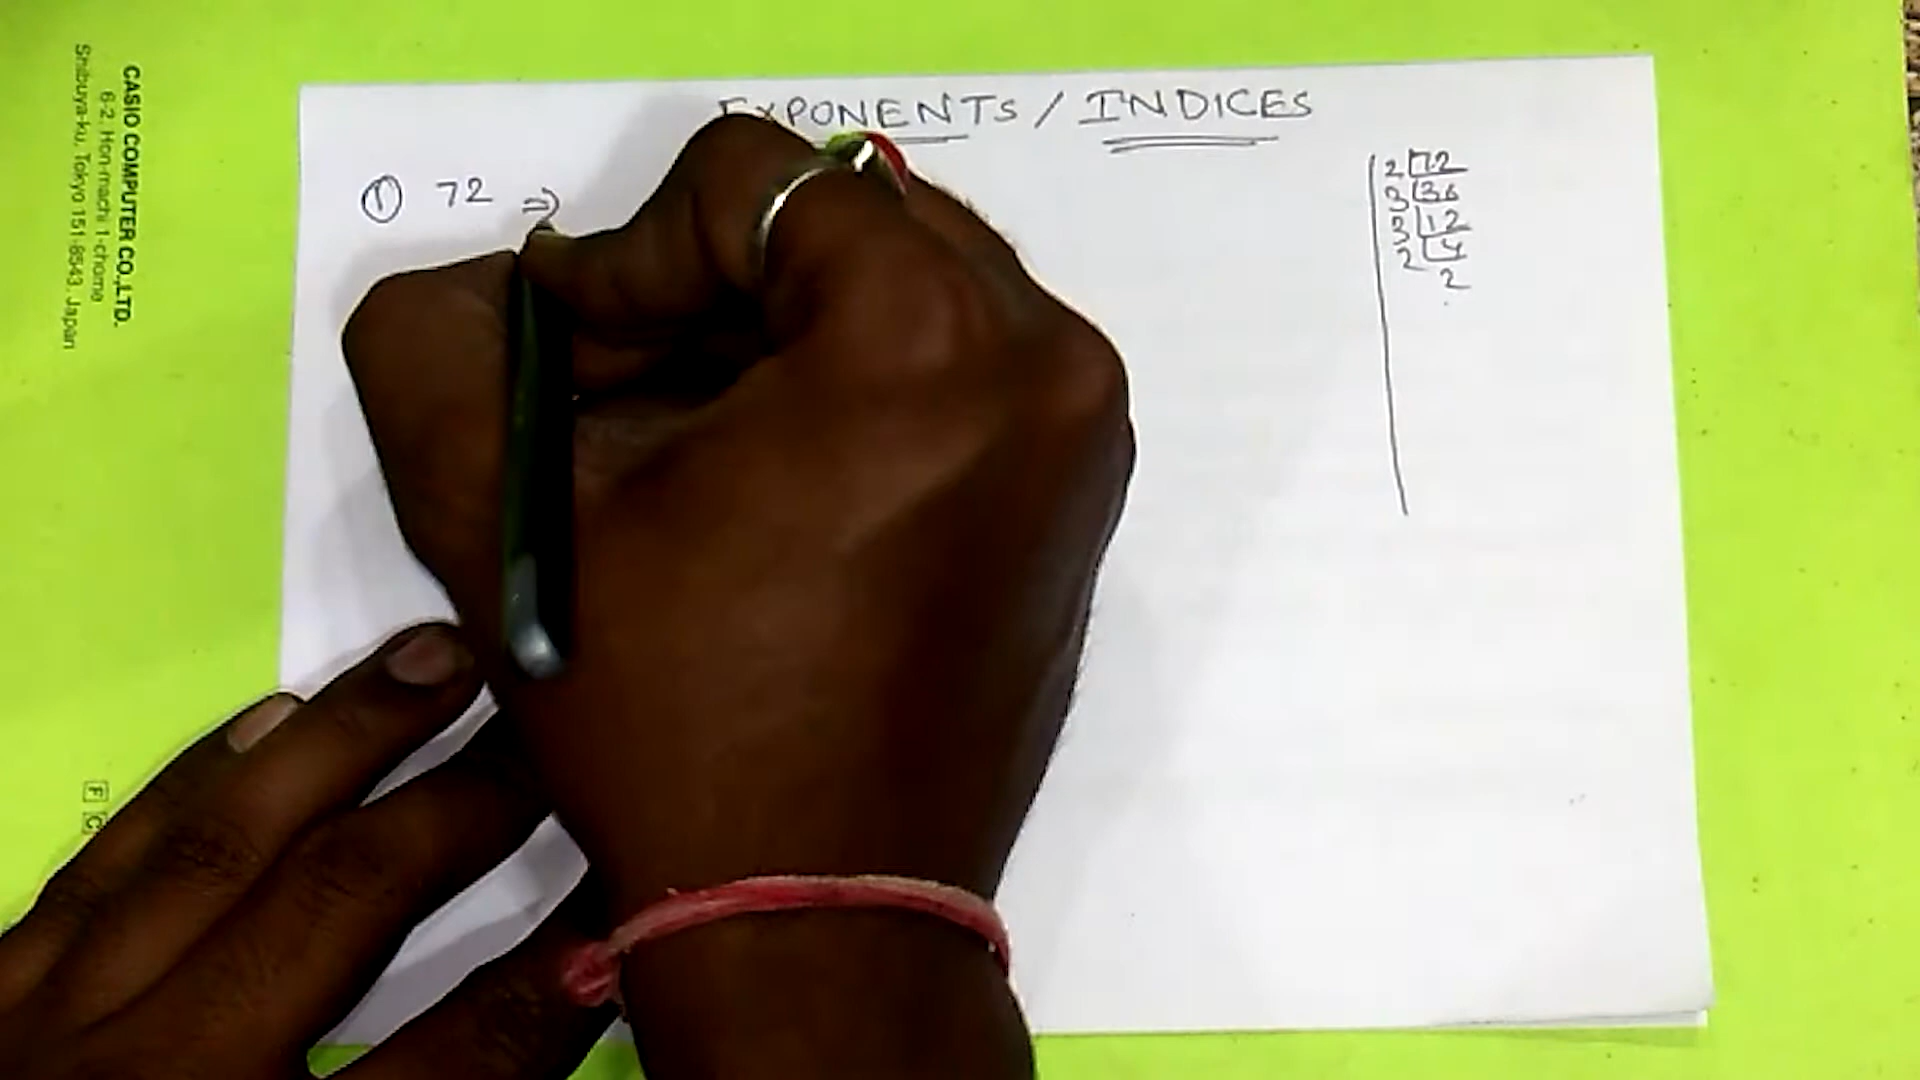 EXPONENTS / INDICES
① 72 ⇒
2 72
3 36
3 12
2 4
2
CASIO COMPUTER CO.,LTD.
6-2, Hon-machi 1-chome
Shibuya-ku, Tokyo 151-8543, Japan
F C